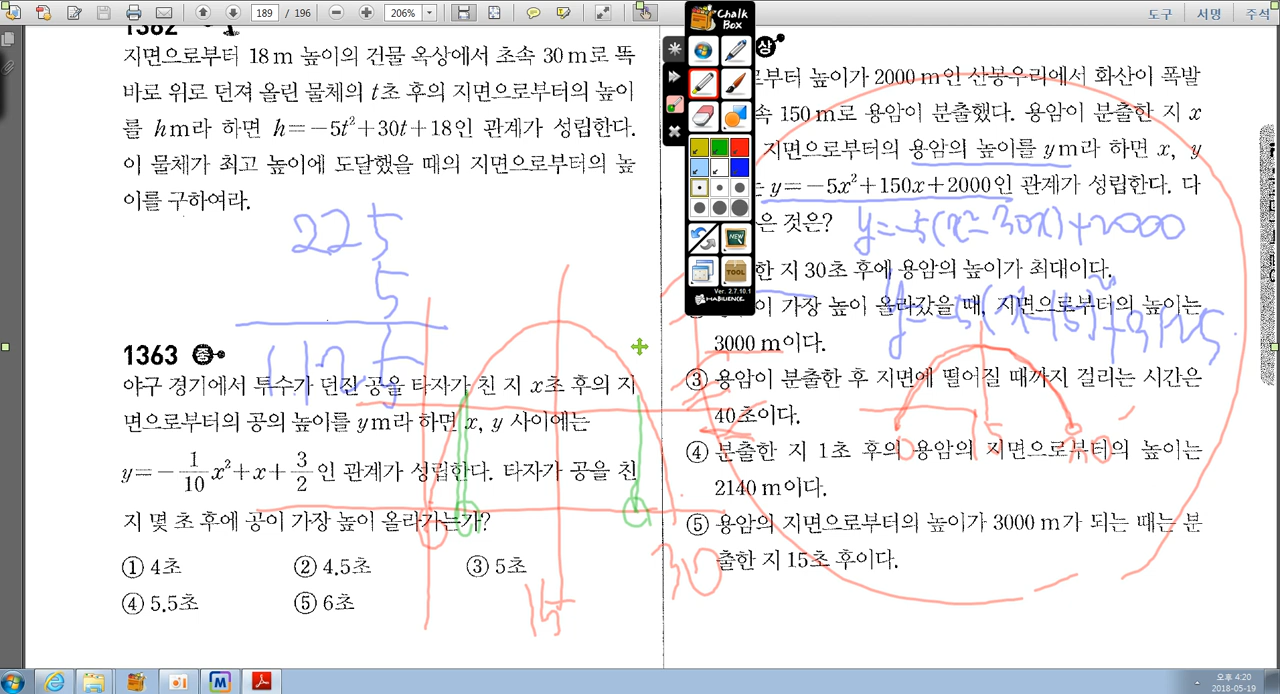 189 / 196
206%
도구
서명
주석
Chalk Box
NEW
TOOL
Ver. 2.7.10.1
1362
지면으로부터 18 m 높이의 건물 옥상에서 초속 30 m로 똑
바로 위로 던져 올린 물체의 t초 후의 지면으로부터의 높이
를 h m라 하면 h=-5t²+30t+18인 관계가 성립한다.
이 물체가 최고 높이에 도달했을 때의 지면으로부터의 높
이를 구하여라.
225
5
1125
1363 중
야구 경기에서 투수가 던진 공을 타자가 친 지 x초 후의 지
면으로부터의 공의 높이를 y m라 하면 x, y 사이에는
y=-1/10x²+x+3/2인 관계가 성립한다. 타자가 공을 친
지 몇 초 후에 공이 가장 높이 올라가는가?
① 4초 ② 4.5초 ③ 5초
④ 5.5초 ⑤ 6초
0
15
30
상
로부터 높이가 2000 m인 산봉우리에서 화산이 폭발
속 150 m로 용암이 분출했다. 용암이 분출한 지 x
지면으로부터의 용암의 높이를 y m라 하면 x, y
는 y=-5x²+150x+2000인 관계가 성립한다. 다
은 것은?
y=-5(x²-30x)+2000
한 지 30초 후에 용암의 높이가 최대이다.
이 가장 높이 올라갔을 때, 지면으로부터의 높이는
3000 m이다.
y=-5(x-15)²+3125
③ 용암이 분출한 후 지면에 떨어질 때까지 걸리는 시간은
40초이다.
④ 분출한 지 1초 후의 용암의 지면으로부터의 높이는
2140 m이다.
0
15
30
⑤ 용암의 지면으로부터의 높이가 3000 m가 되는 때는 분
출한 지 15초 후이다.
오후 4:20
2018-05-19